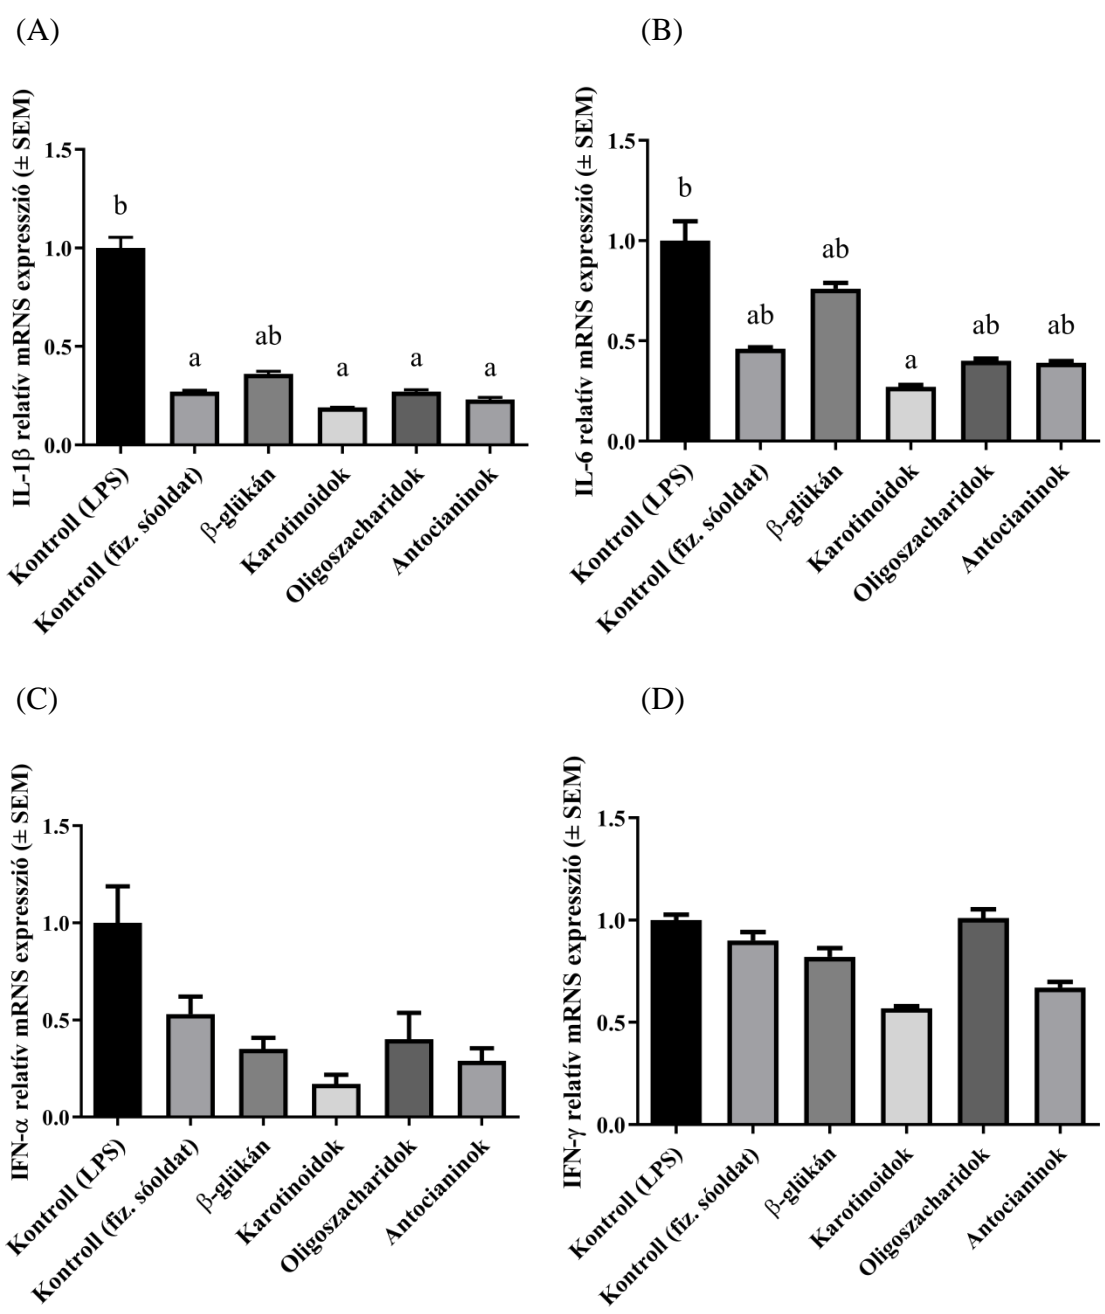 (A)
IL-1β relatív mRNS expresszió (± SEM)
1.5
1.0
0.5
0.0
b
a
ab
a
a
a
Kontroll (LPS)
Kontroll (fiz. sóoldat)
β-glükán
Karotinoidok
Oligoszacharidok
Antocianinok
(B)
IL-6 relatív mRNS expresszió (± SEM)
1.5
1.0
0.5
0.0
b
ab
ab
a
ab
ab
Kontroll (LPS)
Kontroll (fiz. sóoldat)
β-glükán
Karotinoidok
Oligoszacharidok
Antocianinok
(C)
IFN-α relatív mRNS expresszió (± SEM)
1.5
1.0
0.5
0.0
Kontroll (LPS)
Kontroll (fiz. sóoldat)
β-glükán
Karotinoidok
Oligoszacharidok
Antocianinok
(D)
IFN-γ relatív mRNS expresszió (± SEM)
1.5
1.0
0.5
0.0
Kontroll (LPS)
Kontroll (fiz. sóoldat)
β-glükán
Karotinoidok
Oligoszacharidok
Antocianinok